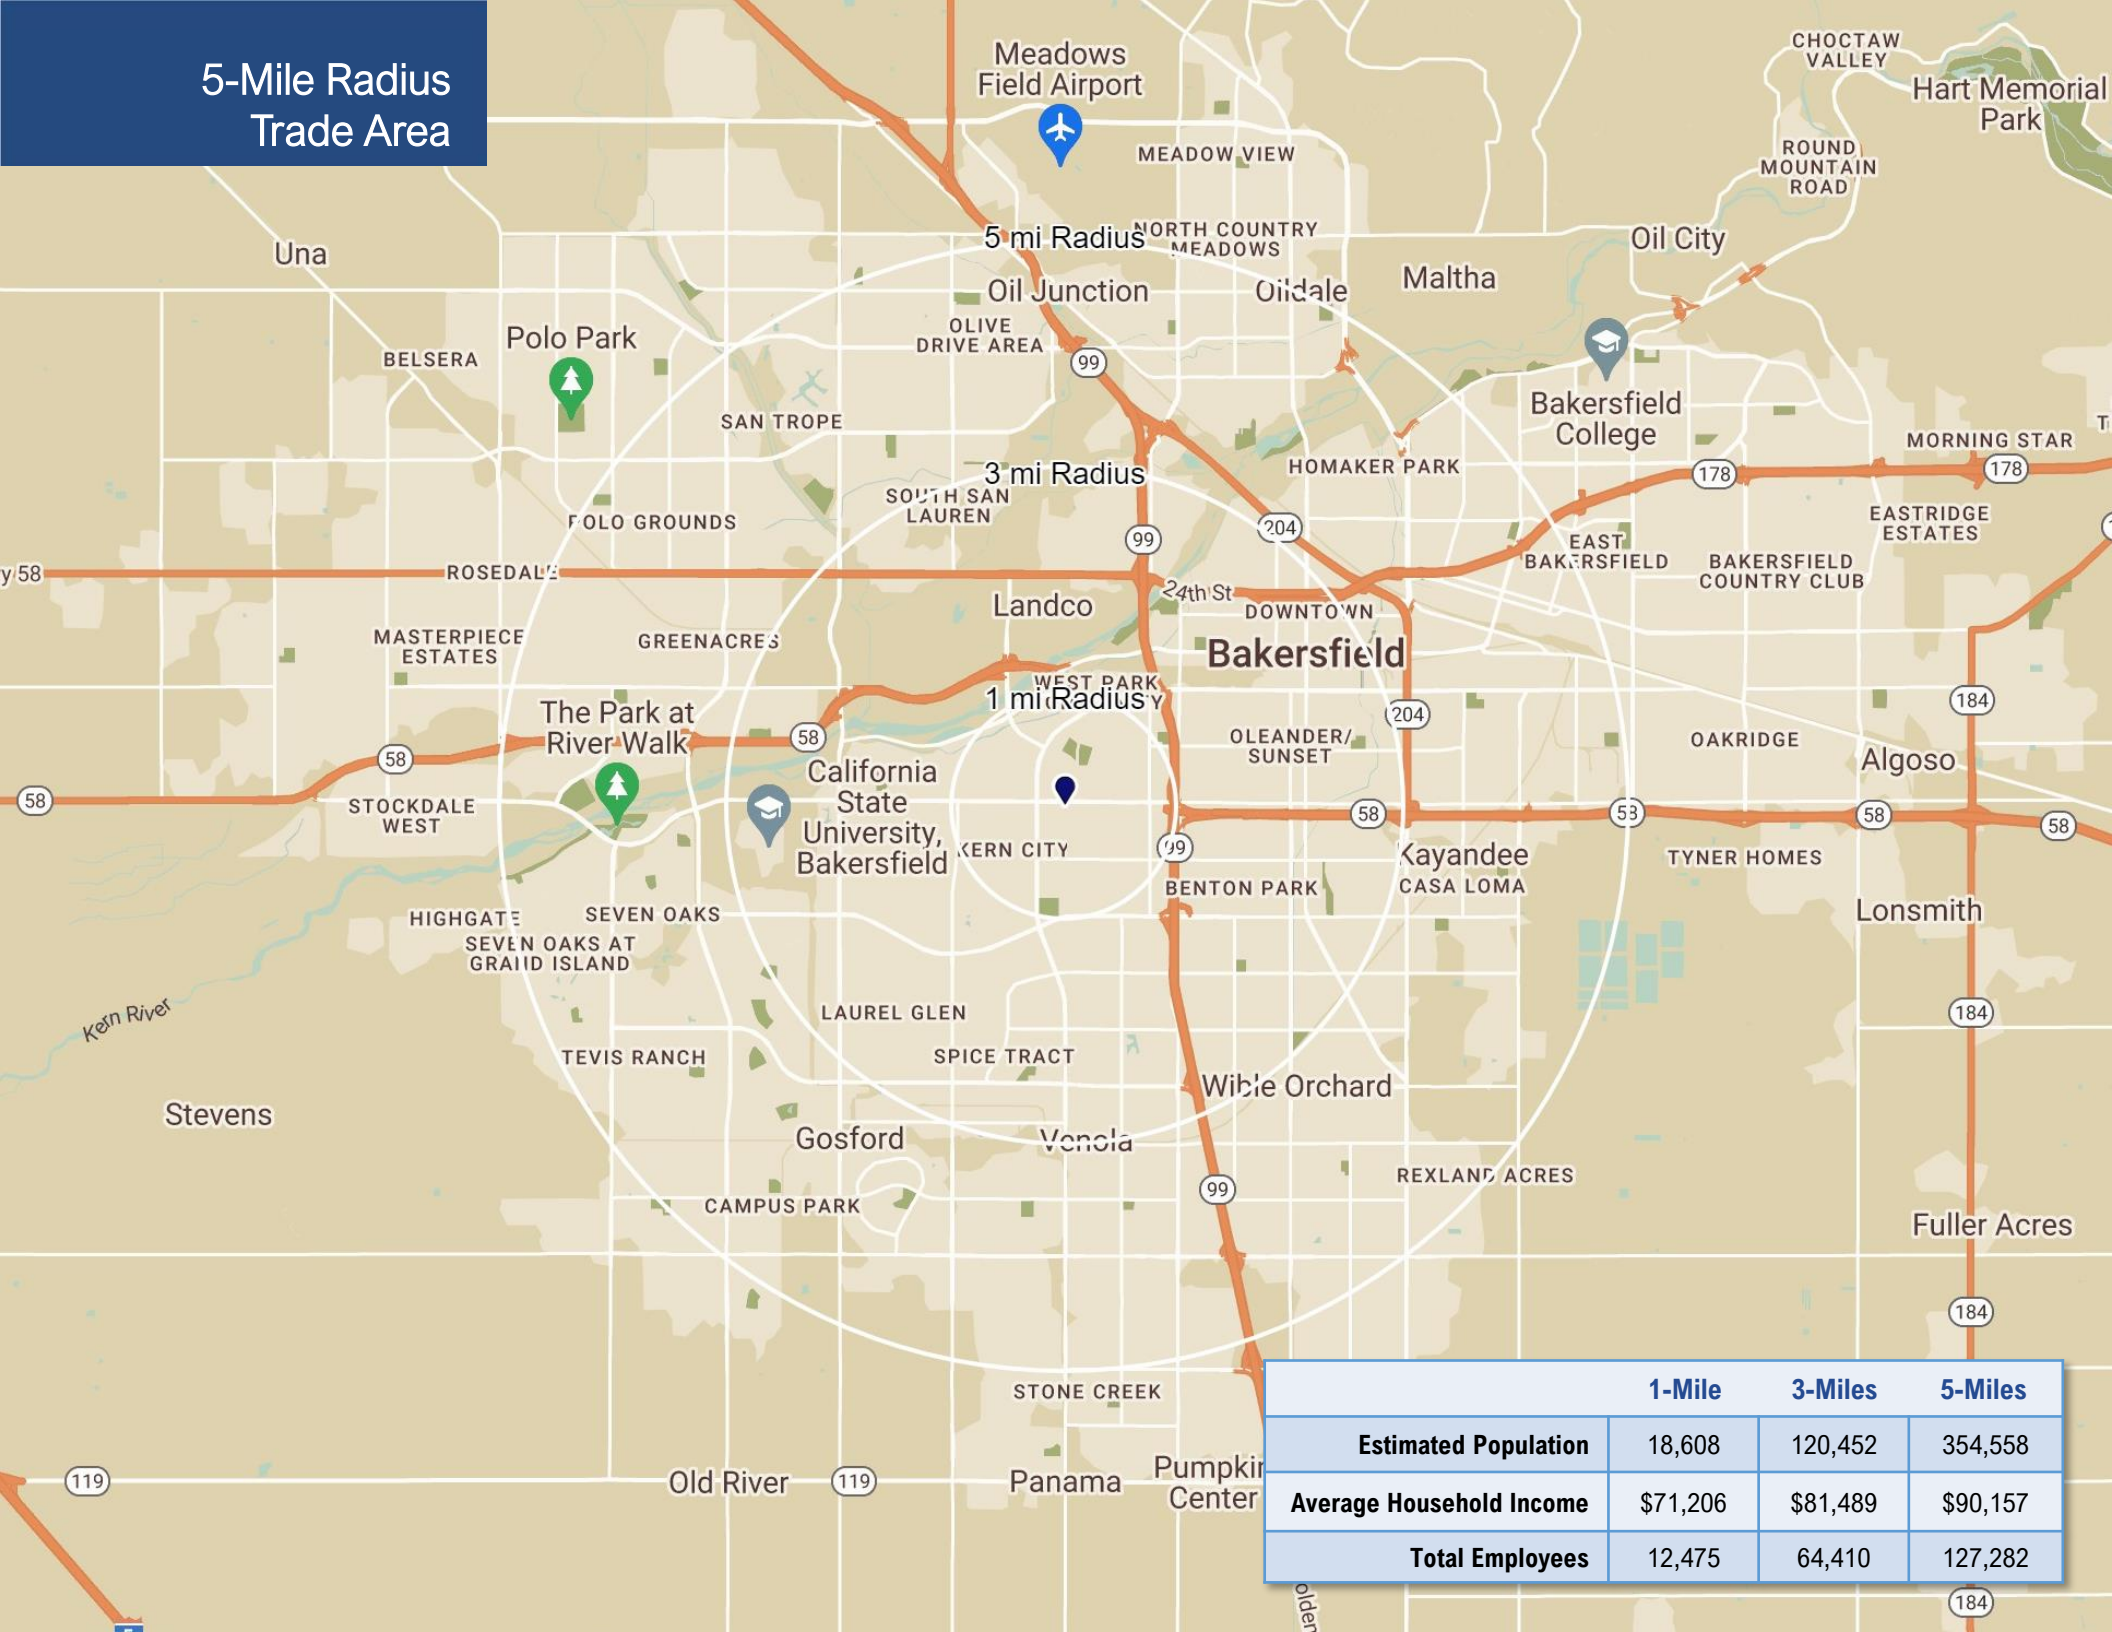 5-Mile Radius
Trade Area
Meadows
Field Airport
CHOCTAW
VALLEY
Hart Memorial
Park
MEADOW VIEW
ROUND
MOUNTAIN
ROAD
Una
5 mi Radius
NORTH COUNTRY
MEADOWS
Oil City
Maltha
Oil Junction
Oildale
OLIVE
DRIVE AREA
Polo Park
BELSERA
99
Bakersfield
College
SAN TROPE
MORNING STAR
HOMAKER PARK
178
178
3 mi Radius
SOUTH SAN
LAUREN
POLO GROUNDS
204
99
EASTRIDGE
ESTATES
EAST
BAKERSFIELD
BAKERSFIELD
COUNTRY CLUB
y 58
ROSEDALE
24th St
Landco
DOWNTOWN
MASTERPIECE
ESTATES
GREENACRES
Bakersfield
WEST PARK
1 mi Radius
184
The Park at
River Walk
204
58
58
OLEANDER/
SUNSET
OAKRIDGE
Algoso
California
State
University,
Bakersfield
58
STOCKDALE
WEST
58
58
58
58
KERN CITY
99
Kayandee
CASA LOMA
TYNER HOMES
BENTON PARK
HIGHGATE
SEVEN OAKS
Lonsmith
SEVEN OAKS AT
GRAND ISLAND
Kern River
LAUREL GLEN
184
TEVIS RANCH
SPICE TRACT
Wible Orchard
Stevens
Gosford
Venola
REXLAND ACRES
99
CAMPUS PARK
Fuller Acres
184
STONE CREEK
119
Old River
119
Panama
Pumpkin
Center
1-Mile 3-Miles 5-Miles
Estimated Population 18,608 120,452 354,558
Average Household Income $71,206 $81,489 $90,157
Total Employees 12,475 64,410 127,282
olden
184